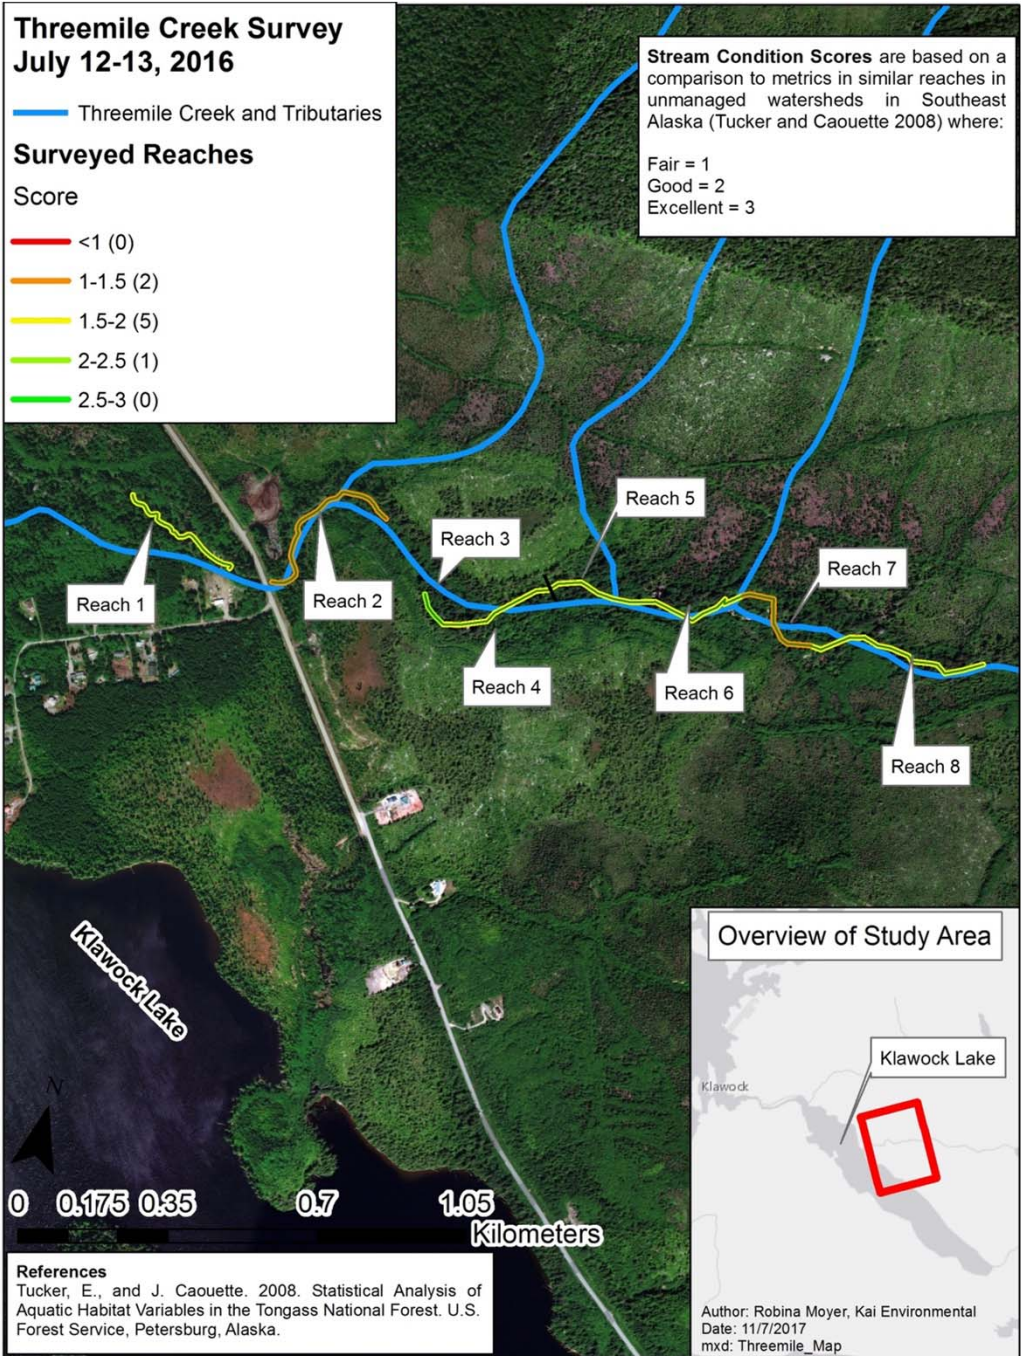 Threemile Creek Survey
July 12-13, 2016
Threemile Creek and Tributaries
Surveyed Reaches
Score
<1 (0)
1-1.5 (2)
1.5-2 (5)
2-2.5 (1)
2.5-3 (0)
Stream Condition Scores are based on a
comparison to metrics in similar reaches in
unmanaged watersheds in Southeast
Alaska (Tucker and Caouette 2008) where:
Fair = 1
Good = 2
Excellent = 3
Reach 1
Reach 2
Reach 3
Reach 4
Reach 5
Reach 6
Reach 7
Reach 8
Klawock Lake
N
0 0.175 0.35 0.7 1.05
Kilometers
References
Tucker, E., and J. Caouette. 2008. Statistical Analysis of
Aquatic Habitat Variables in the Tongass National Forest. U.S.
Forest Service, Petersburg, Alaska.
Overview of Study Area
Klawock Lake
Klawock
Author: Robina Moyer, Kai Environmental
Date: 11/7/2017
mxd: Threemile_Map